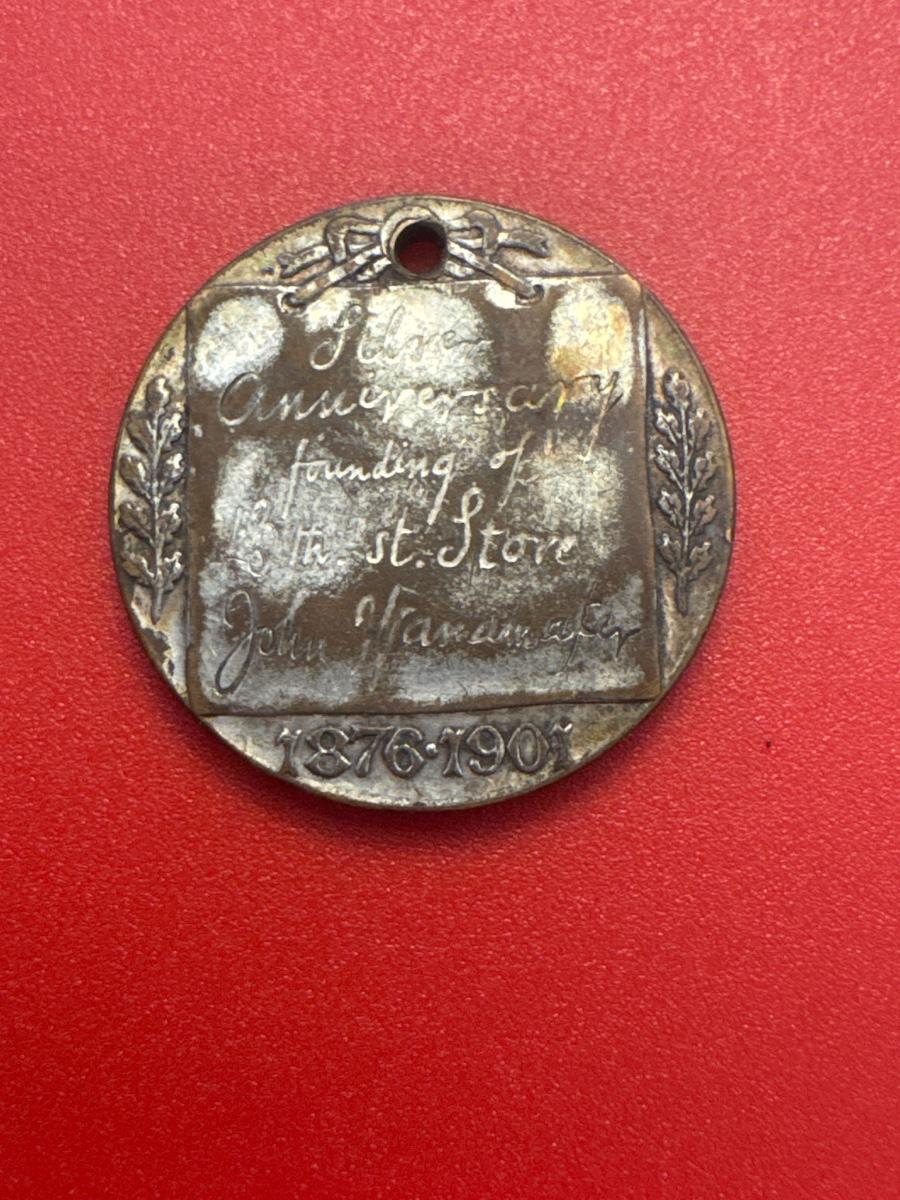 Silver
Anniversary
founding of
13th. st. Store
John Wanamaker
1876·1901